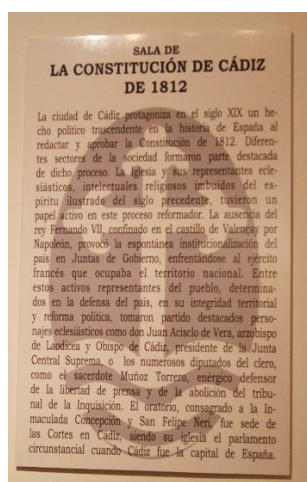 SALA DE
LA CONSTITUCIÓN DE CÁDIZ
DE 1812
La ciudad de Cádiz protagoniza en el siglo XIX un he-
cho político trascendente en la historia de España al
redactar y aprobar la Constitución de 1812. Diferen-
tes sectores de la sociedad formaron parte destacada
de dicho proceso. La Iglesia y sus representantes ecle-
siásticos, intelectuales religiosos imbuidos del es-
píritu ilustrado del siglo precedente, tuvieron un
papel activo en este proceso reformador. La ausencia del
rey Fernando VII, confinado en el castillo de Valençay por
Napoleón, provocó la espontánea institucionalización del
país en Juntas de Gobierno, enfrentándose al ejército
francés que ocupaba el territorio nacional. Entre
estos activos representantes del pueblo, determina-
dos en la defensa del país, en su integridad territorial
y reforma política, tomaron partido destacados perso-
najes eclesiásticos como don Juan Acisclo de Vera, arzobispo
de Laodicea y Obispo de Cádiz, presidente de la Junta
Central Suprema, o los numerosos diputados del clero,
como el sacerdote Muñoz Torrero, enérgico defensor
de la libertad de prensa y de la abolición del tribu-
nal de la Inquisición. El oratorio, consagrado a la In-
maculada Concepción y San Felipe Neri, fue sede de
las Cortes en Cádiz, siendo su iglesia el parlamento
circunstancial cuando Cádiz fue la capital de España.